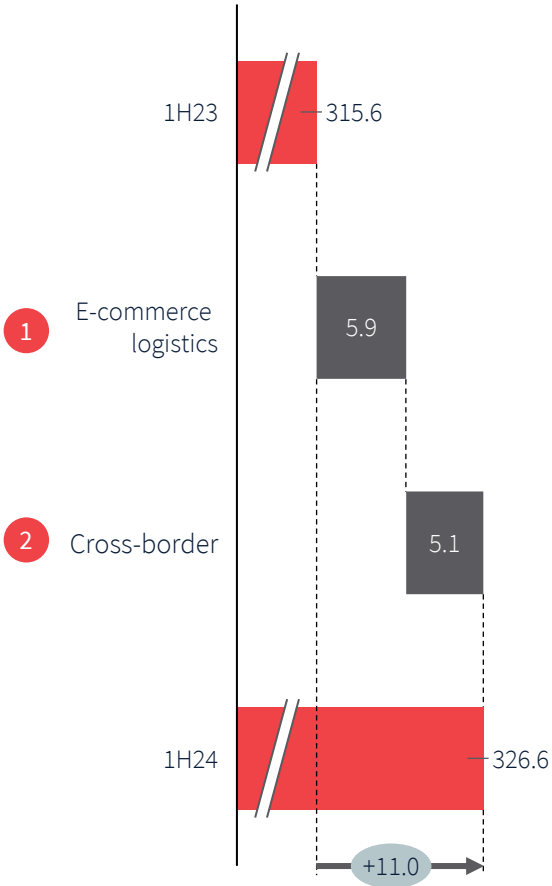 1H23
315.6
1
E-commerce
logistics
5.9
2
Cross-border
5.1
1H24
326.6
+11.0